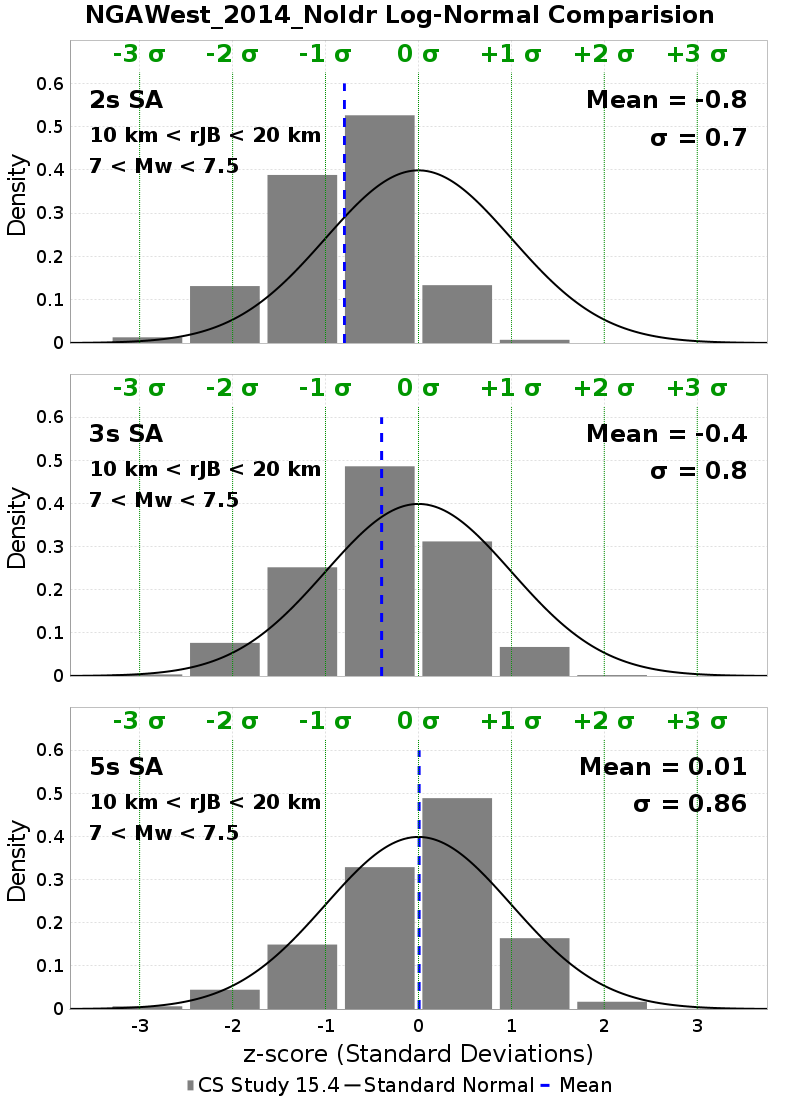 NGAWest_2014_NoIdr Log-Normal Comparision
-3 σ -2 σ -1 σ 0 σ +1 σ +2 σ +3 σ
0.6
2s SA Mean = -0.8
0.5
10 km < rJB < 20 km σ = 0.7
7 < Mw < 7.5
0.4
0.3
0.2
0.1
0
Density
-3 σ -2 σ -1 σ 0 σ +1 σ +2 σ +3 σ
0.6
3s SA Mean = -0.4
0.5
10 km < rJB < 20 km σ = 0.8
7 < Mw < 7.5
0.4
0.3
0.2
0.1
0
Density
-3 σ -2 σ -1 σ 0 σ +1 σ +2 σ +3 σ
0.6
5s SA Mean = 0.01
0.5
10 km < rJB < 20 km σ = 0.86
7 < Mw < 7.5
0.4
0.3
0.2
0.1
0
Density
-3 -2 -1 0 1 2 3
z-score (Standard Deviations)
CS Study 15.4 Standard Normal Mean